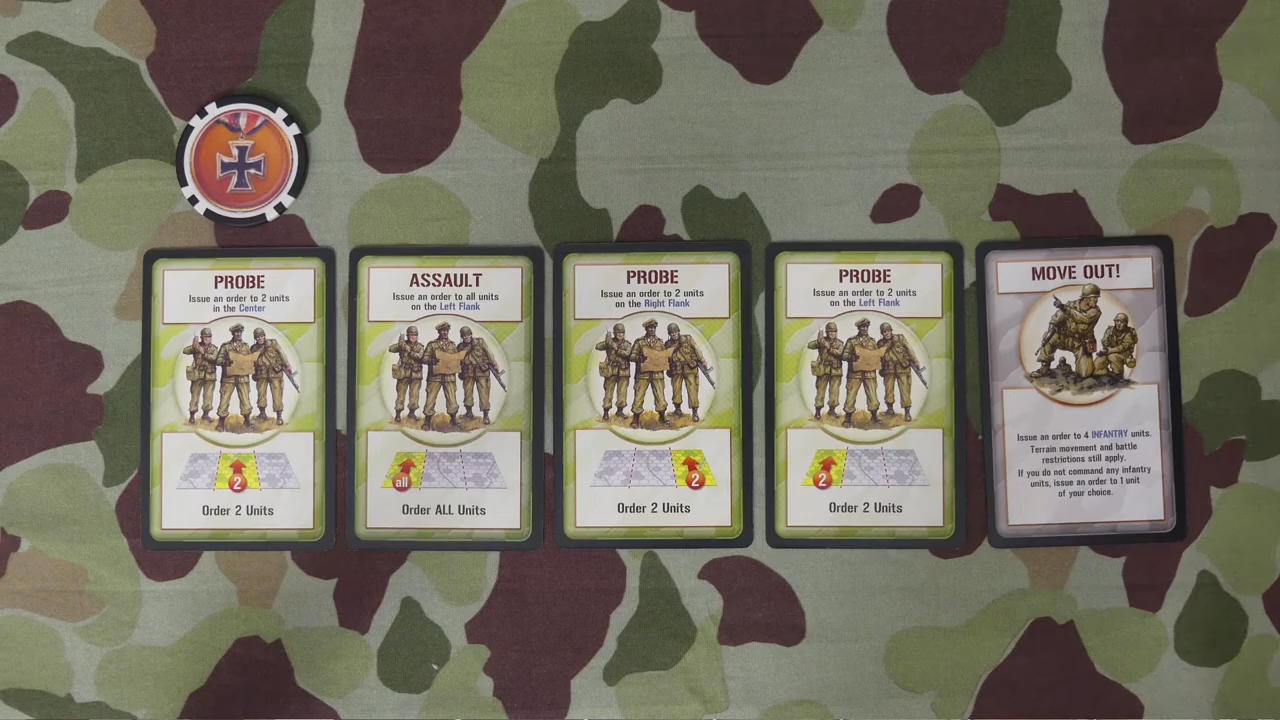 PROBE
Issue an order to 2 units
in the Center
2
Order 2 Units
ASSAULT
Issue an order to all units
on the Left Flank
all
Order ALL Units
PROBE
Issue an order to 2 units
on the Right Flank
2
Order 2 Units
PROBE
Issue an order to 2 units
on the Left Flank
2
Order 2 Units
MOVE OUT!
Issue an order to 4 INFANTRY units.
Terrain movement and battle
restrictions still apply.
If you do not command any infantry
units, issue an order to 1 unit
of your choice.